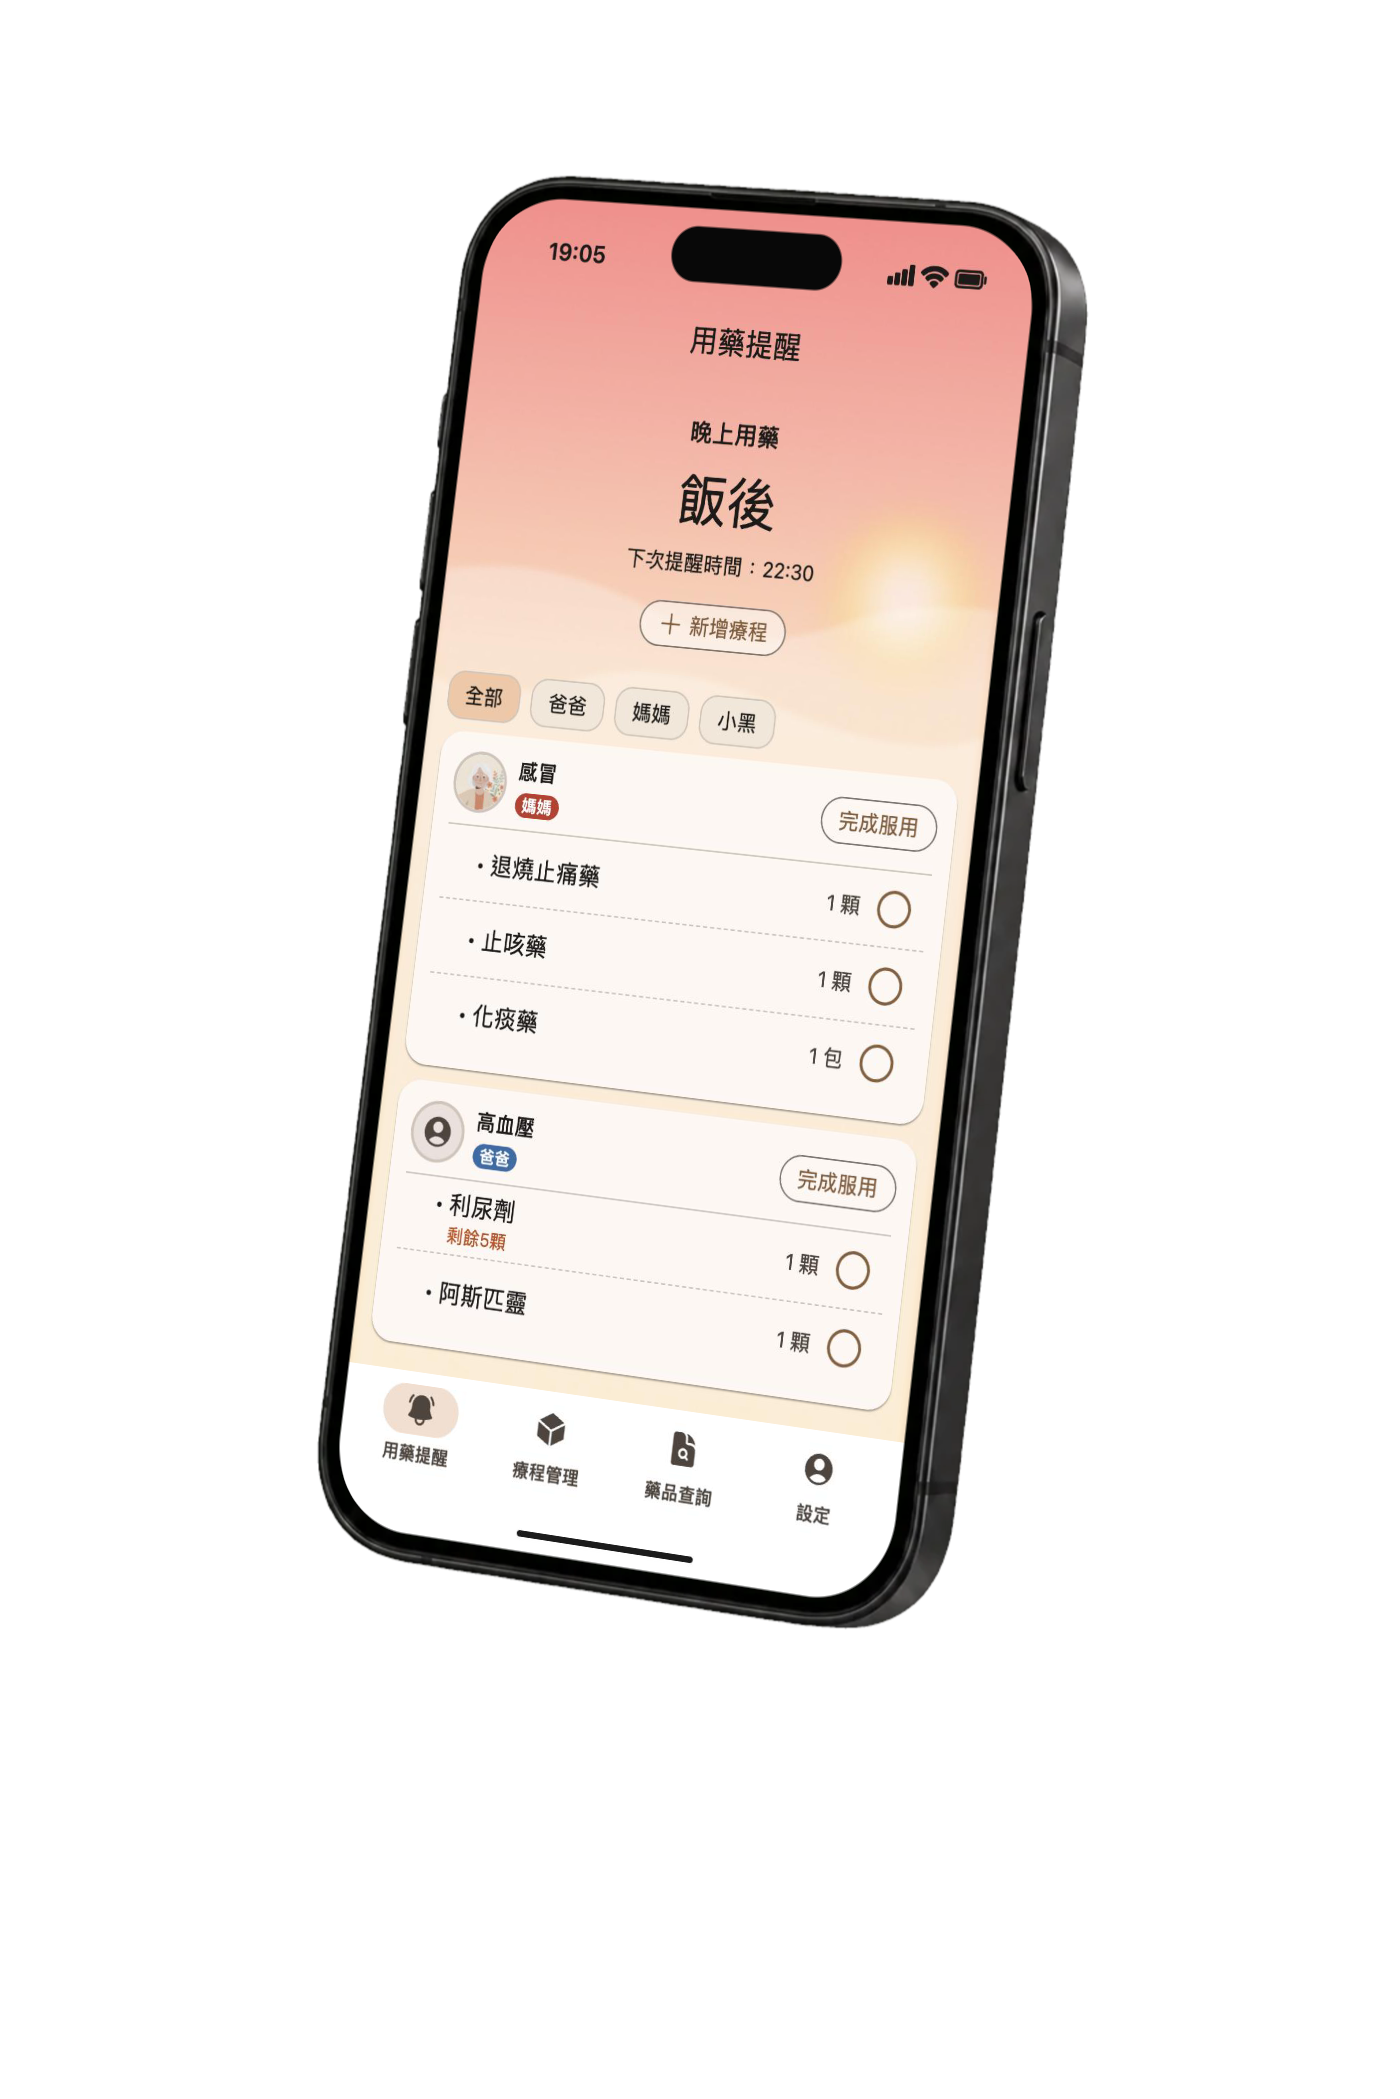 19:05
用藥提醒
晚上用藥
飯後
下次提醒時間：22:30
＋ 新增療程
全部 爸爸 媽媽 小黑
感冒
媽媽
完成服用
・退燒止痛藥 1 顆
・止咳藥 1 顆
・化痰藥 1 包
高血壓
爸爸
完成服用
・利尿劑 1 顆
剩餘5顆
・阿斯匹靈 1 顆
用藥提醒 療程管理 藥品查詢 設定